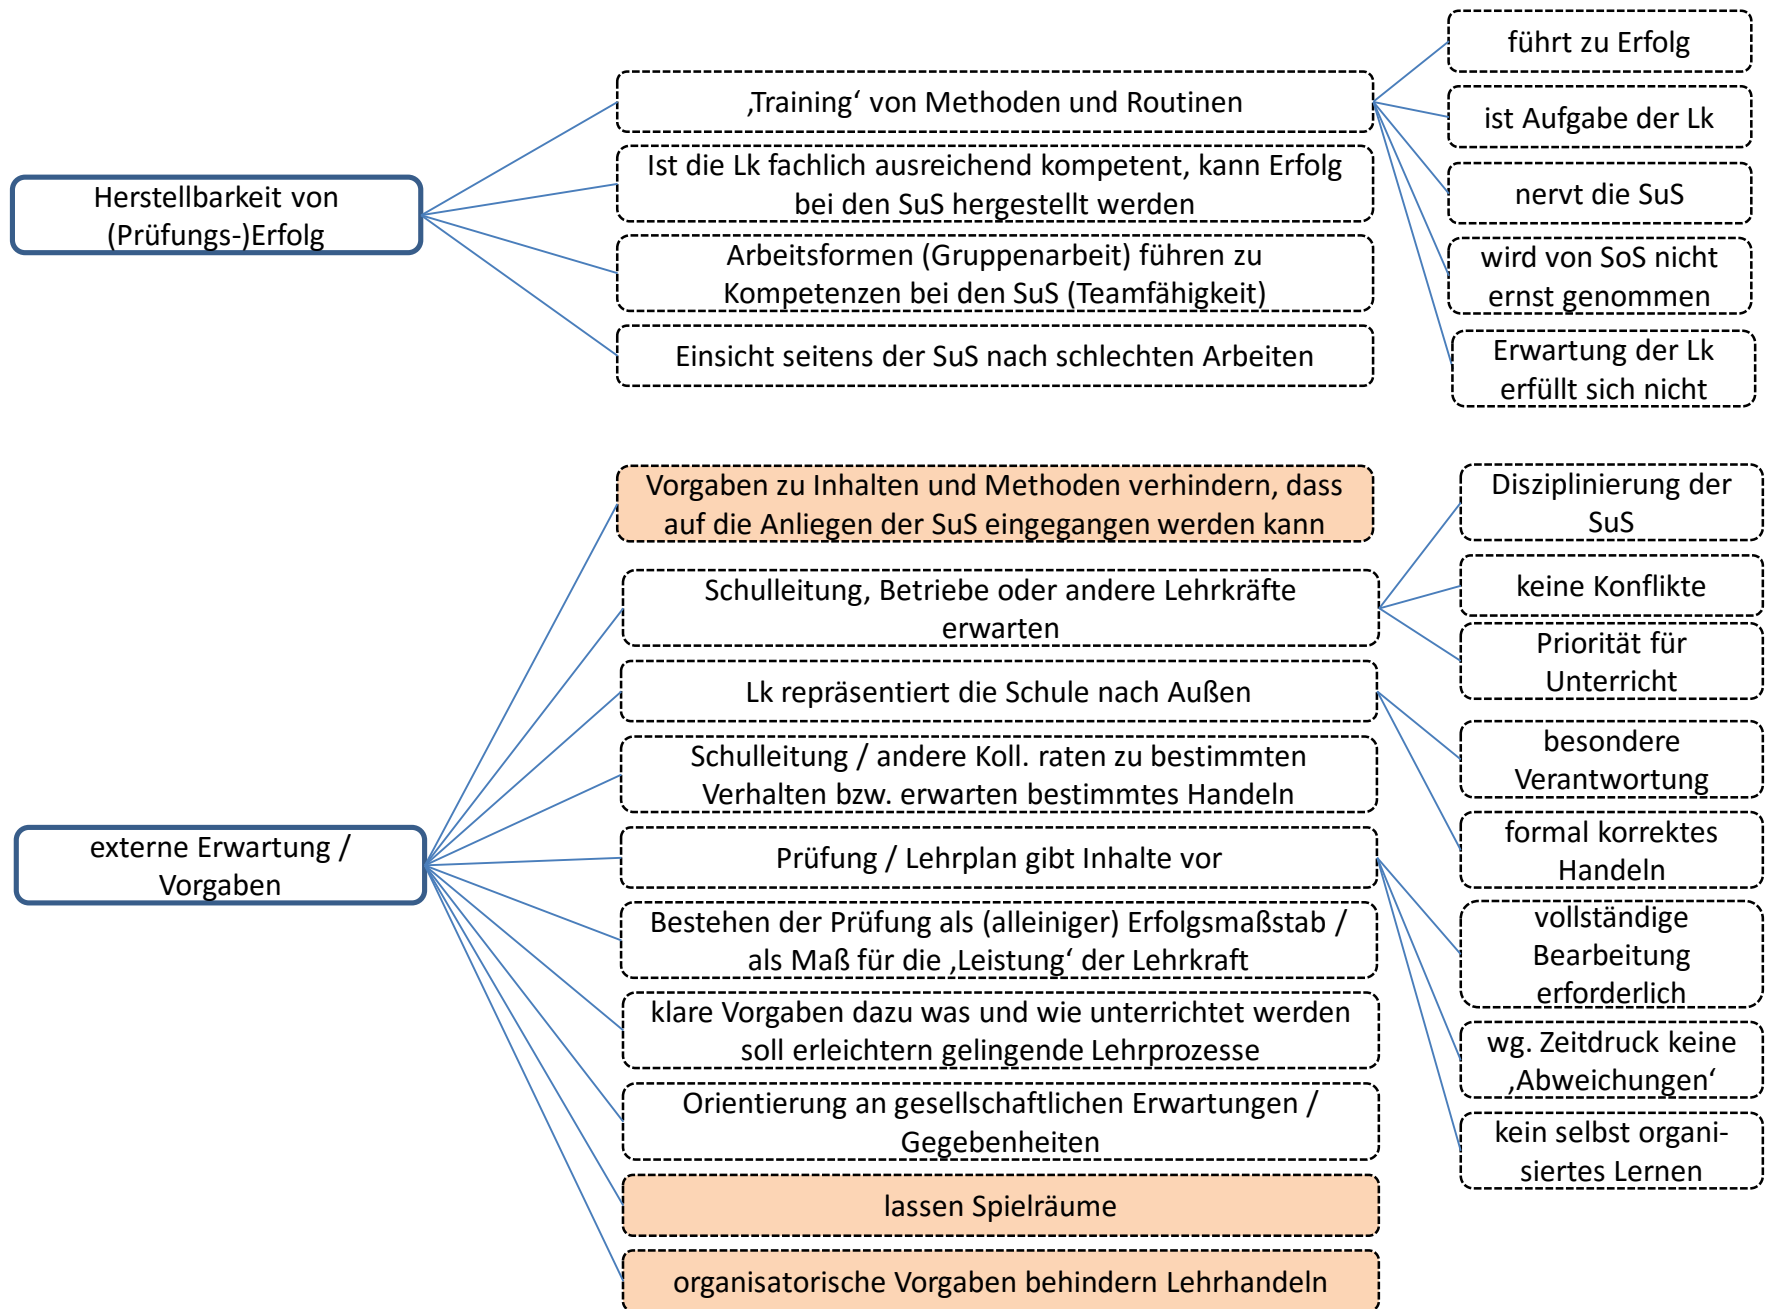 Herstellbarkeit von
(Prüfungs-)Erfolg
‚Training‘ von Methoden und Routinen
Ist die Lk fachlich ausreichend kompetent, kann Erfolg
bei den SuS hergestellt werden
Arbeitsformen (Gruppenarbeit) führen zu
Kompetenzen bei den SuS (Teamfähigkeit)
Einsicht seitens der SuS nach schlechten Arbeiten
führt zu Erfolg
ist Aufgabe der Lk
nervt die SuS
wird von SoS nicht
ernst genommen
Erwartung der Lk
erfüllt sich nicht
externe Erwartung /
Vorgaben
Vorgaben zu Inhalten und Methoden verhindern, dass
auf die Anliegen der SuS eingegangen werden kann
Schulleitung, Betriebe oder andere Lehrkräfte
erwarten
Lk repräsentiert die Schule nach Außen
Schulleitung / andere Koll. raten zu bestimmten
Verhalten bzw. erwarten bestimmtes Handeln
Prüfung / Lehrplan gibt Inhalte vor
Bestehen der Prüfung als (alleiniger) Erfolgsmaßstab /
als Maß für die ‚Leistung‘ der Lehrkraft
klare Vorgaben dazu was und wie unterrichtet werden
soll erleichtern gelingende Lehrprozesse
Orientierung an gesellschaftlichen Erwartungen /
Gegebenheiten
lassen Spielräume
organisatorische Vorgaben behindern Lehrhandeln
Disziplinierung der
SuS
keine Konflikte
Priorität für
Unterricht
besondere
Verantwortung
formal korrektes
Handeln
vollständige
Bearbeitung
erforderlich
wg. Zeitdruck keine
‚Abweichungen‘
kein selbst organi-
siertes Lernen